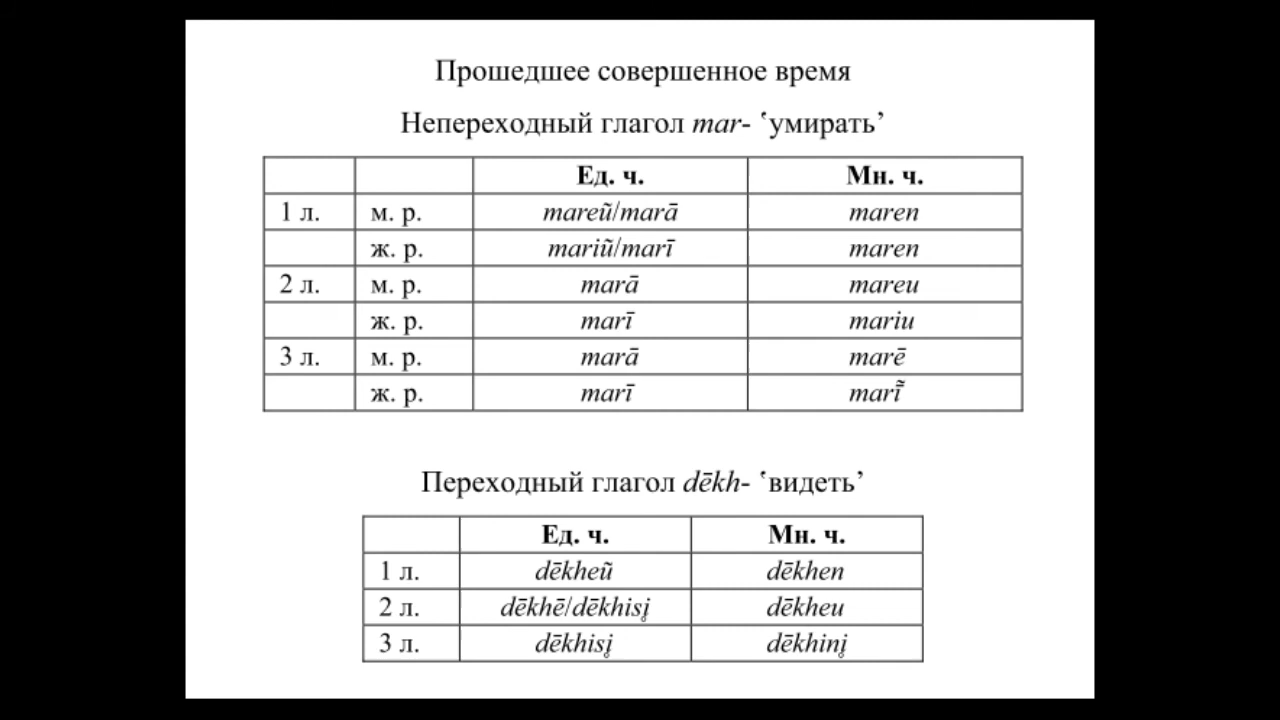 Прошедшее совершенное время
Непереходный глагол mar- ‛умирать’
Ед. ч. Мн. ч.
1 л. м. р. mareũ/marā maren
ж. р. mariũ/marī maren
2 л. м. р. marā mareu
ж. р. marī mariu
3 л. м. р. marā marē
ж. р. marī marī̃
Переходный глагол dēkh- ‛видеть’
Ед. ч. Мн. ч.
1 л. dēkheũ dēkhen
2 л. dēkhē/dēkhisi̥ dēkheu
3 л. dēkhisi̥ dēkhini̥